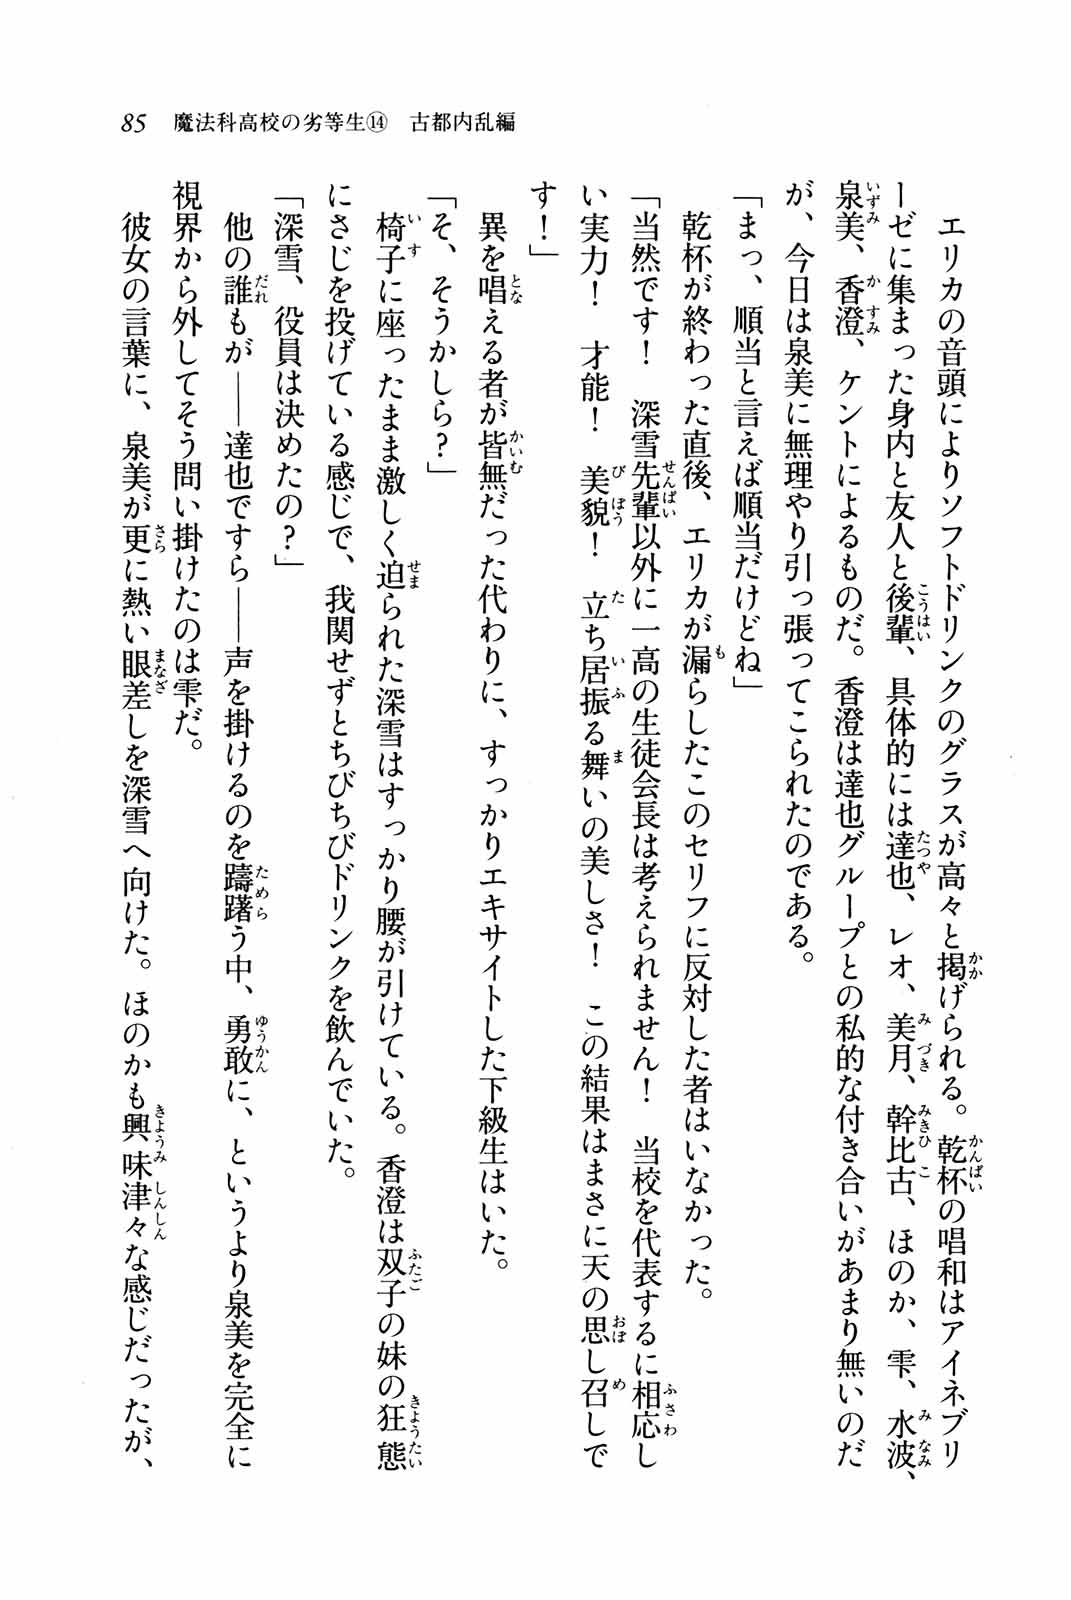 85　魔法科高校の劣等生⑭　古都内乱編
　エリカの音頭によりソフトドリンクのグラスが高々と掲げられる。乾杯の唱和はアイネブリ
ーゼに集まった身内と友人と後輩、具体的には達也、レオ、美月、幹比古、ほのか、雫、水波、
泉美、香澄、ケントによるものだ。香澄は達也グループとの私的な付き合いがあまり無いのだ
が、今日は泉美に無理やり引っ張ってこられたのである。
「まっ、順当と言えば順当だけどね」
　乾杯が終わった直後、エリカが漏らしたこのセリフに反対した者はいなかった。
「当然です！　深雪先輩以外に一高の生徒会長は考えられません！　当校を代表するに相応し
い実力！　才能！　美貌！　立ち居振る舞いの美しさ！　この結果はまさに天の思し召しで
す！」
　異を唱える者が皆無だった代わりに、すっかりエキサイトした下級生はいた。
「そ、そうかしら？」
　椅子に座ったまま激しく迫られた深雪はすっかり腰が引けている。香澄は双子の妹の狂態
にさじを投げている感じで、我関せずとちびちびドリンクを飲んでいた。
「深雪、役員は決めたの？」
　他の誰もが――達也ですら――声を掛けるのを躊躇う中、勇敢に、というより泉美を完全に
視界から外してそう問い掛けたのは雫だ。
　彼女の言葉に、泉美が更に熱い眼差しを深雪へ向けた。ほのかも興味津々な感じだったが、